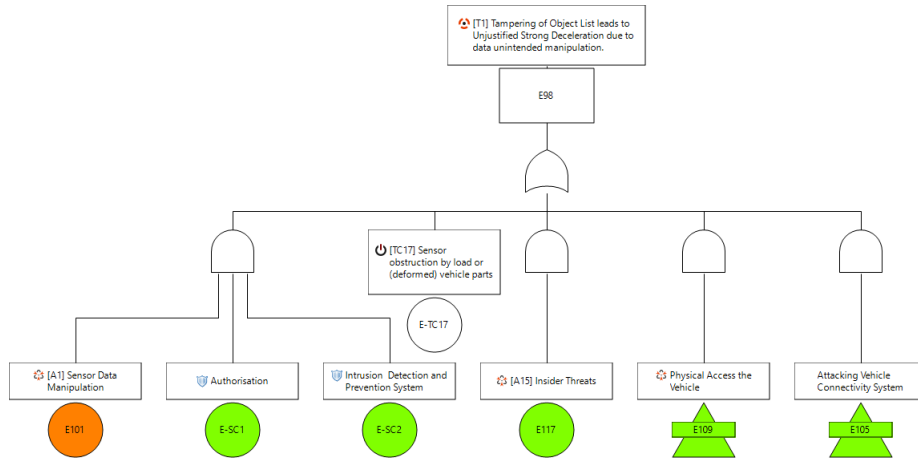 [T1] Tampering of Object List leads to
Unjustified Strong Deceleration due to
data unintended manipulation.
E98
[TC17] Sensor
obstruction by load or
(deformed) vehicle parts
E-TC17
[A1] Sensor Data
Manipulation
Authorisation
Intrusion Detection and
Prevention System
[A15] Insider Threats
Physical Access the
Vehicle
Attacking Vehicle
Connectivity System
E101
E-SC1
E-SC2
E117
E109
E105